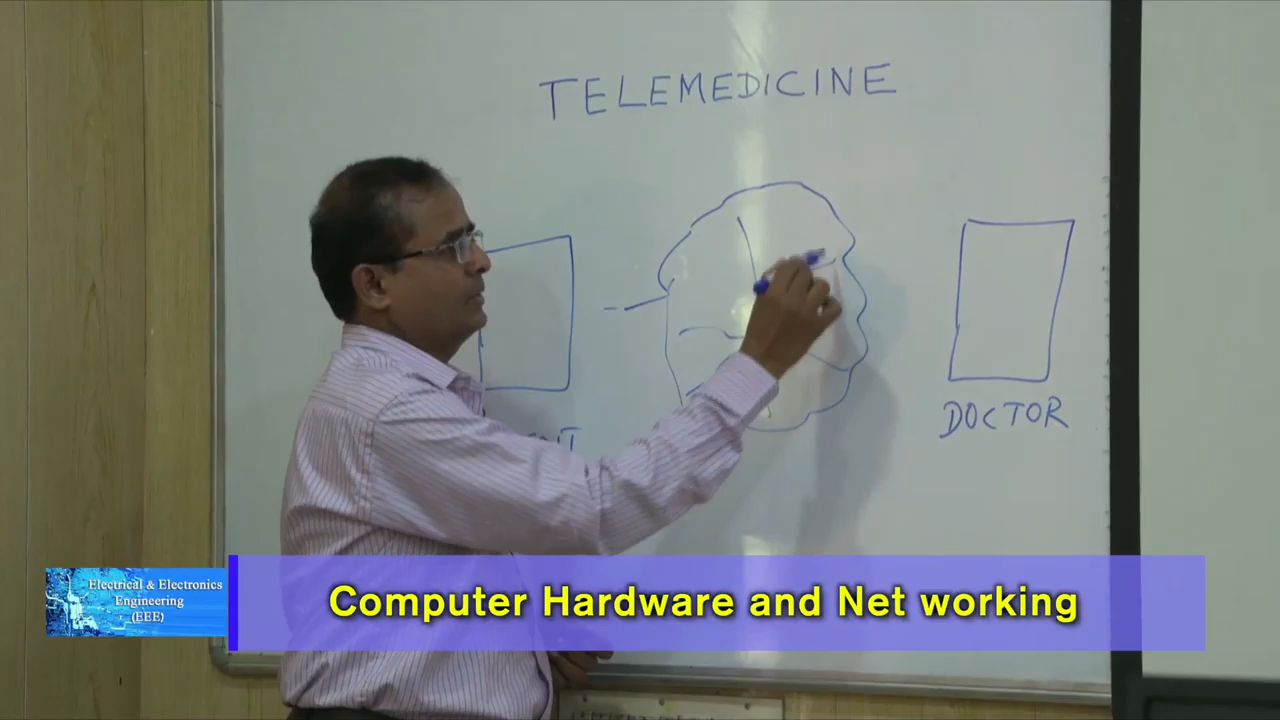 TELEMEDICINE
DOCTOR
Electrical & Electronics
Engineering
(EEE)
Computer Hardware and Net working